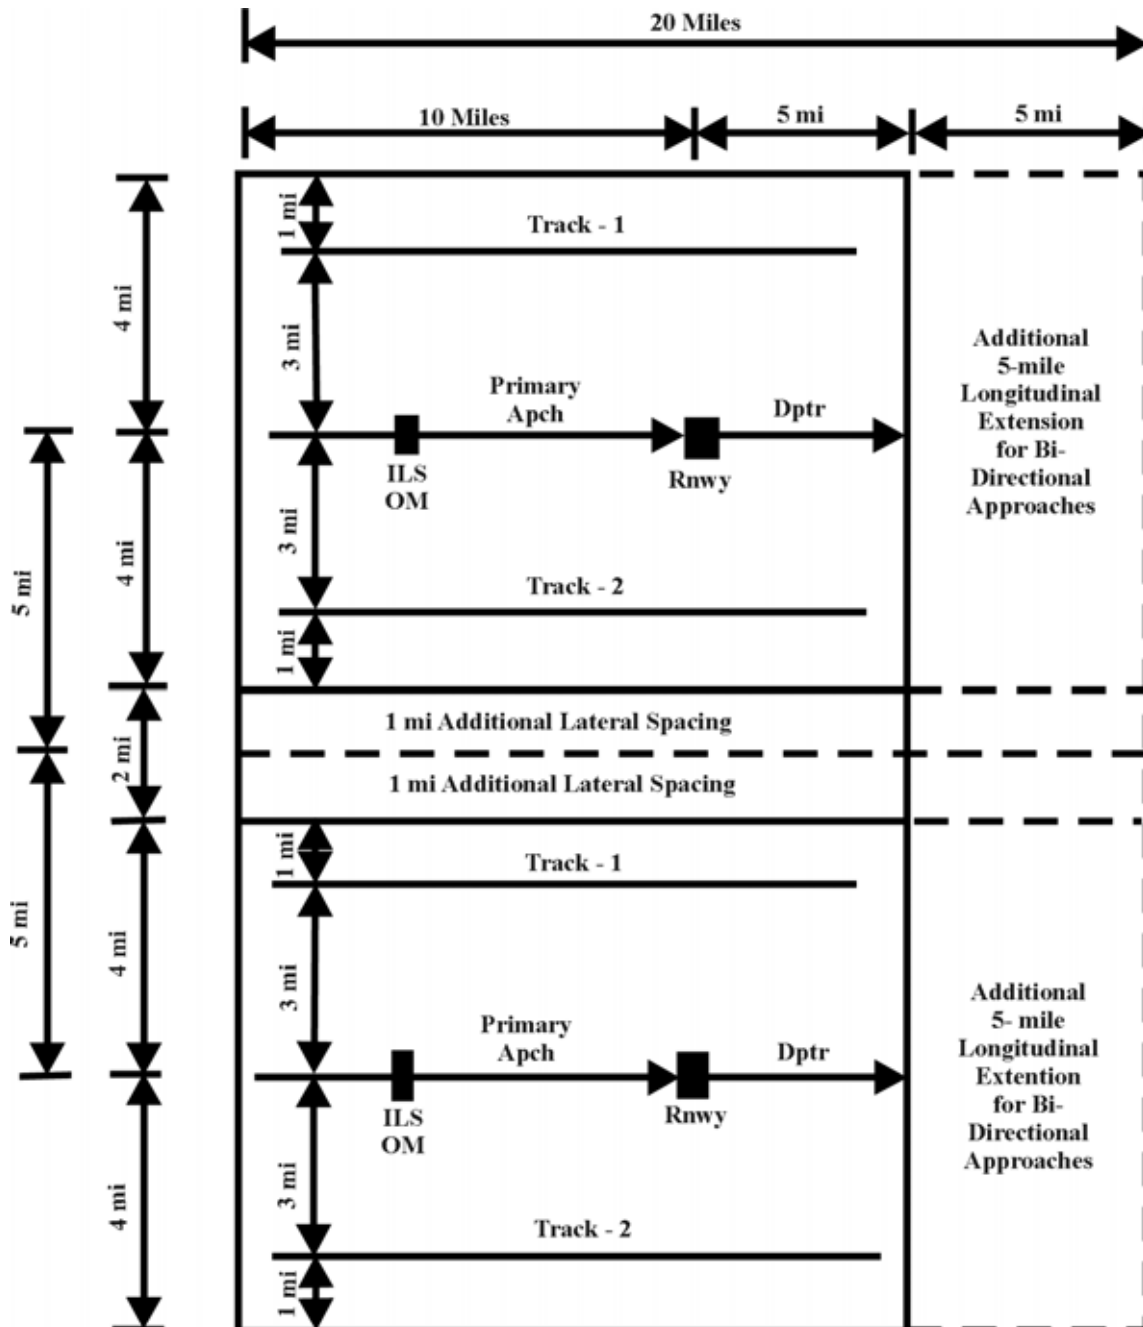 20 Miles
10 Miles
5 mi
5 mi
1 mi
Track - 1
4 mi
3 mi
Additional
5-mile
Longitudinal
Extension
for Bi-
Directional
Approaches
Primary
Apch
Dptr
ILS
OM
Rnwy
4 mi
3 mi
5 mi
Track - 2
1 mi
1 mi Additional Lateral Spacing
2 mi
1 mi Additional Lateral Spacing
1 mi
Track - 1
5 mi
4 mi
3 mi
Additional
5- mile
Longitudinal
Extention
for Bi-
Directional
Approaches
Primary
Apch
Dptr
ILS
OM
Rnwy
4 mi
3 mi
Track - 2
1 mi